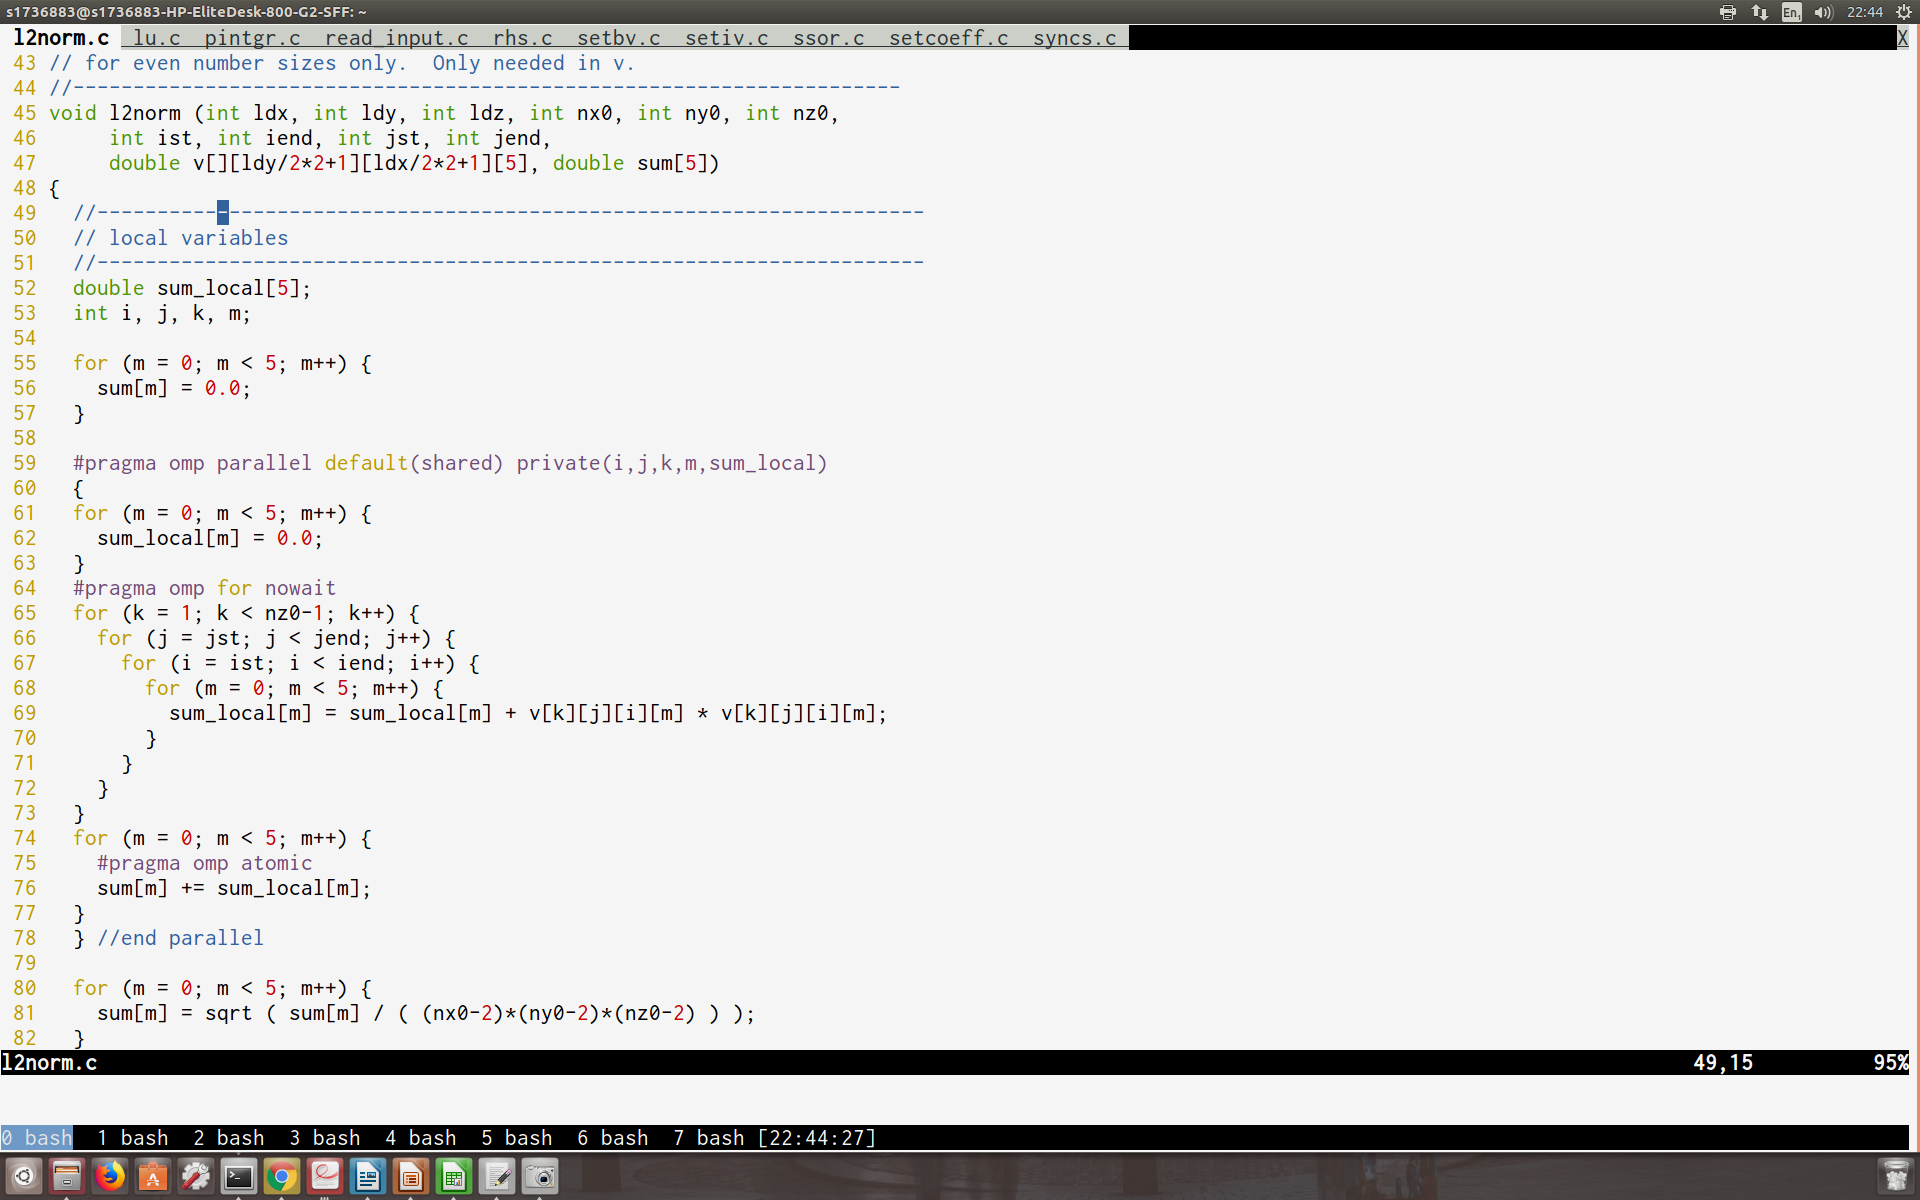 s1736883@s1736883-HP-EliteDesk-800-G2-SFF: ~
En1 22:44
l2norm.c lu.c pintgr.c read_input.c rhs.c setbv.c setiv.c ssor.c setcoeff.c syncs.c X
43 // for even number sizes only.  Only needed in v.
44 //---------------------------------------------------------------------
45 void l2norm (int ldx, int ldy, int ldz, int nx0, int ny0, int nz0,
46      int ist, int iend, int jst, int jend,
47      double v[][ldy/2*2+1][ldx/2*2+1][5], double sum[5])
48 {
49   //---------------------------------------------------------------------
50   // local variables
51   //---------------------------------------------------------------------
52   double sum_local[5];
53   int i, j, k, m;
54
55   for (m = 0; m < 5; m++) {
56     sum[m] = 0.0;
57   }
58
59   #pragma omp parallel default(shared) private(i,j,k,m,sum_local)
60   {
61   for (m = 0; m < 5; m++) {
62     sum_local[m] = 0.0;
63   }
64   #pragma omp for nowait
65   for (k = 1; k < nz0-1; k++) {
66     for (j = jst; j < jend; j++) {
67       for (i = ist; i < iend; i++) {
68         for (m = 0; m < 5; m++) {
69           sum_local[m] = sum_local[m] + v[k][j][i][m] * v[k][j][i][m];
70         }
71       }
72     }
73   }
74   for (m = 0; m < 5; m++) {
75     #pragma omp atomic
76     sum[m] += sum_local[m];
77   }
78   } //end parallel
79
80   for (m = 0; m < 5; m++) {
81     sum[m] = sqrt ( sum[m] / ( (nx0-2)*(ny0-2)*(nz0-2) ) );
82   }
l2norm.c 49,15 95%
0 bash 1 bash 2 bash 3 bash 4 bash 5 bash 6 bash 7 bash [22:44:27]